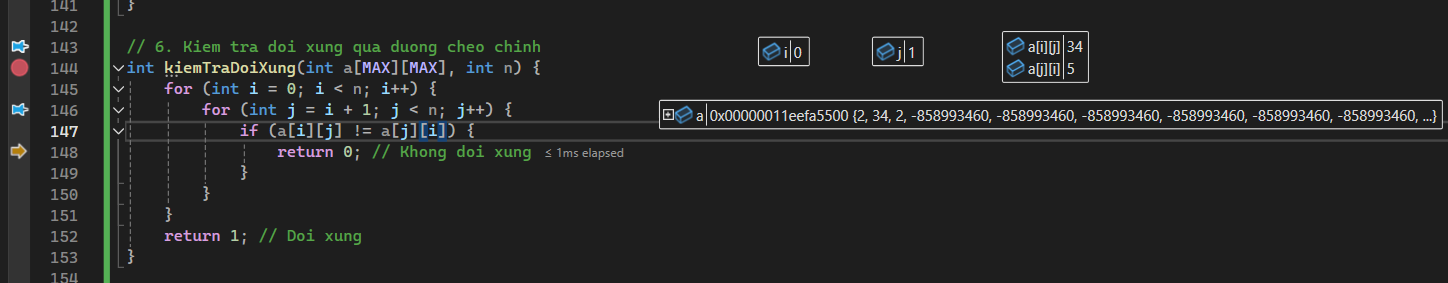 141 }
142
143 // 6. Kiem tra doi xung qua duong cheo chinh
i 0
j 1
a[i][j] 34
a[j][i] 5
144 int kiemTraDoiXung(int a[MAX][MAX], int n) {
145 for (int i = 0; i < n; i++) {
146 for (int j = i + 1; j < n; j++) {
a 0x00000011eefa5500 {2, 34, 2, -858993460, -858993460, -858993460, -858993460, -858993460, -858993460, ...}
147 if (a[i][j] != a[j][i]) {
148 return 0; // Khong doi xung ≤ 1ms elapsed
149 }
150 }
151 }
152 return 1; // Doi xung
153 }
154